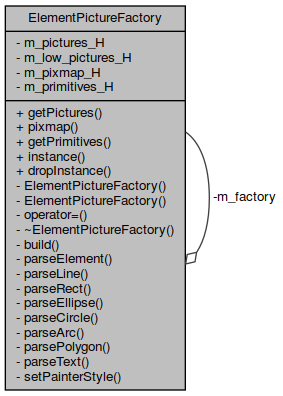 ElementPictureFactory
- m_pictures_H
- m_low_pictures_H
- m_pixmap_H
- m_primitives_H
+ getPictures()
+ pixmap()
+ getPrimitives()
+ instance()
+ dropInstance()
- ElementPictureFactory()
- ElementPictureFactory()
- operator=()
- ~ElementPictureFactory()
- build()
- parseElement()
- parseLine()
- parseRect()
- parseEllipse()
- parseCircle()
- parseArc()
- parsePolygon()
- parseText()
- setPainterStyle()
-m_factory